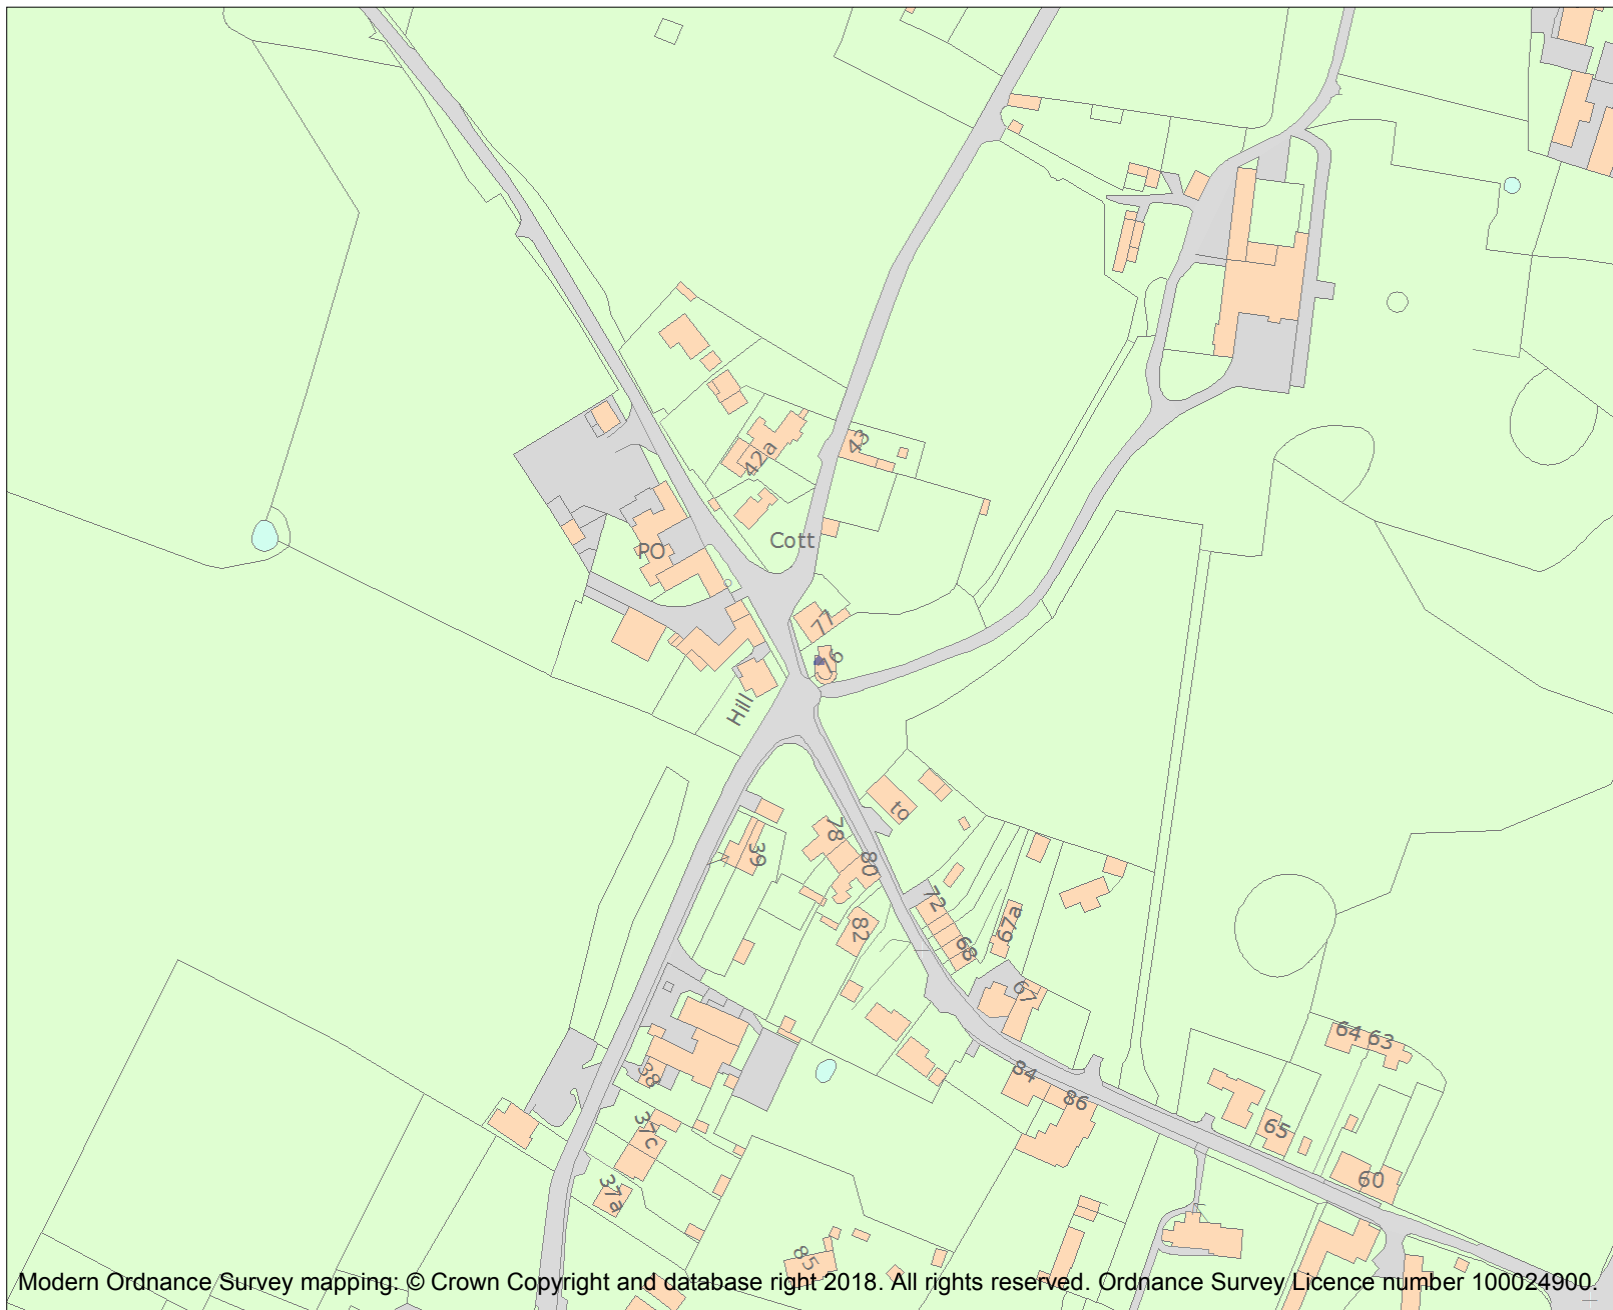 43
42a
Cott
PO
77
76
Hill
to
78
39
80
72
82
67a
68
67
64 63
38
84
86
37c
65
37a
60
85
Modern Ordnance Survey mapping: © Crown Copyright and database right 2018. All rights reserved. Ordnance Survey Licence number 100024900.